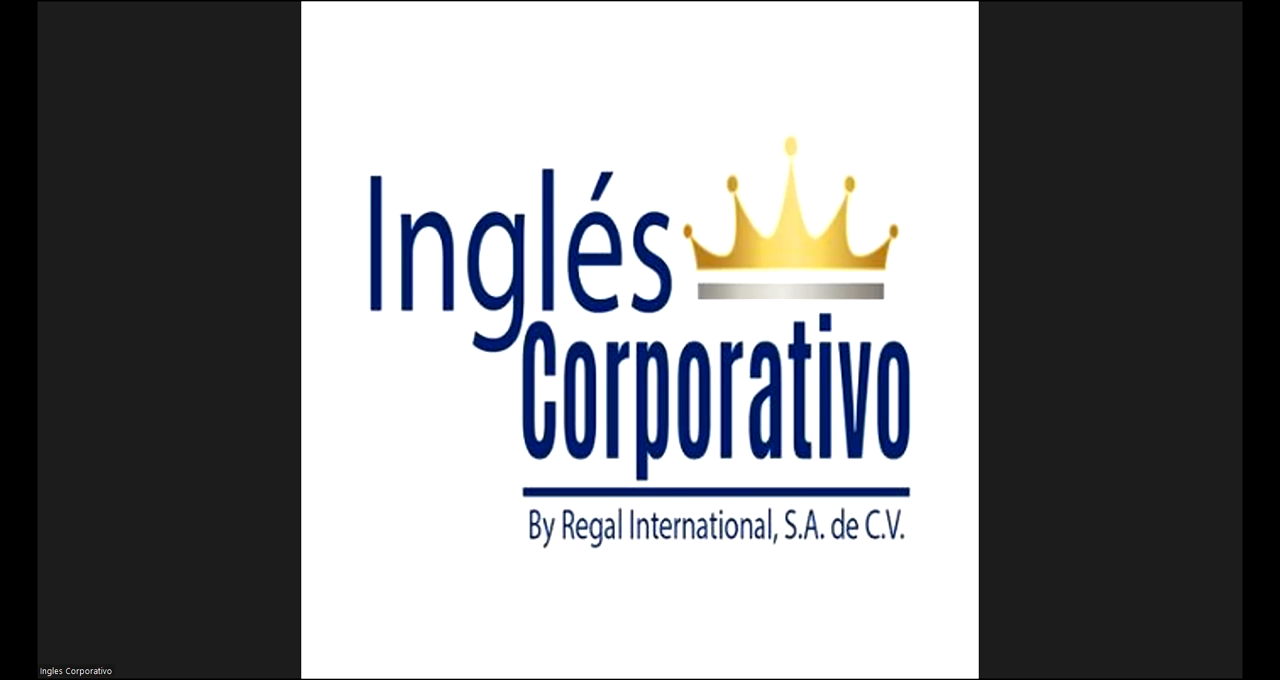 Inglés
Corporativo
By Regal International, S.A. de C.V.
Ingles Corporativo